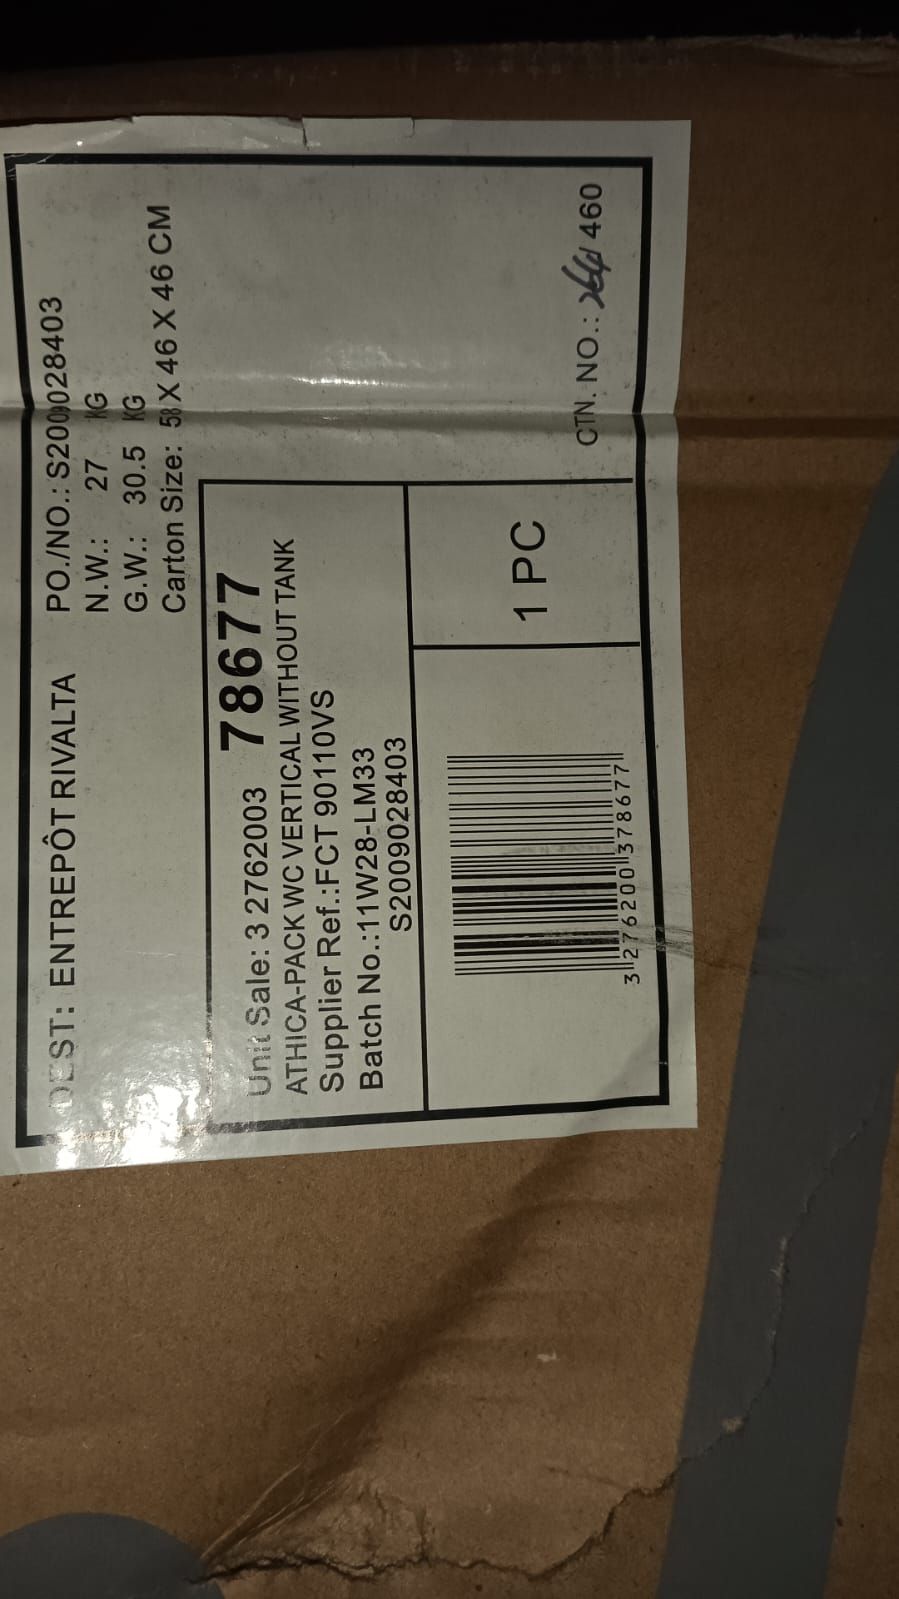 DEST: ENTREPÔT RIVALTA
PO./NO.: S2009028403
N.W.: 27 KG
G.W.: 30.5 KG
Carton Size: 58 X 46 X 46 CM
Unit Sale: 3 2762003 78677
ATHICA-PACK WC VERTICAL WITHOUT TANK
Supplier Ref.:FCT 90110VS
Batch No.:11W28-LM33
S2009028403
3 276200 378677
1 PC
CTN. NO.: 460